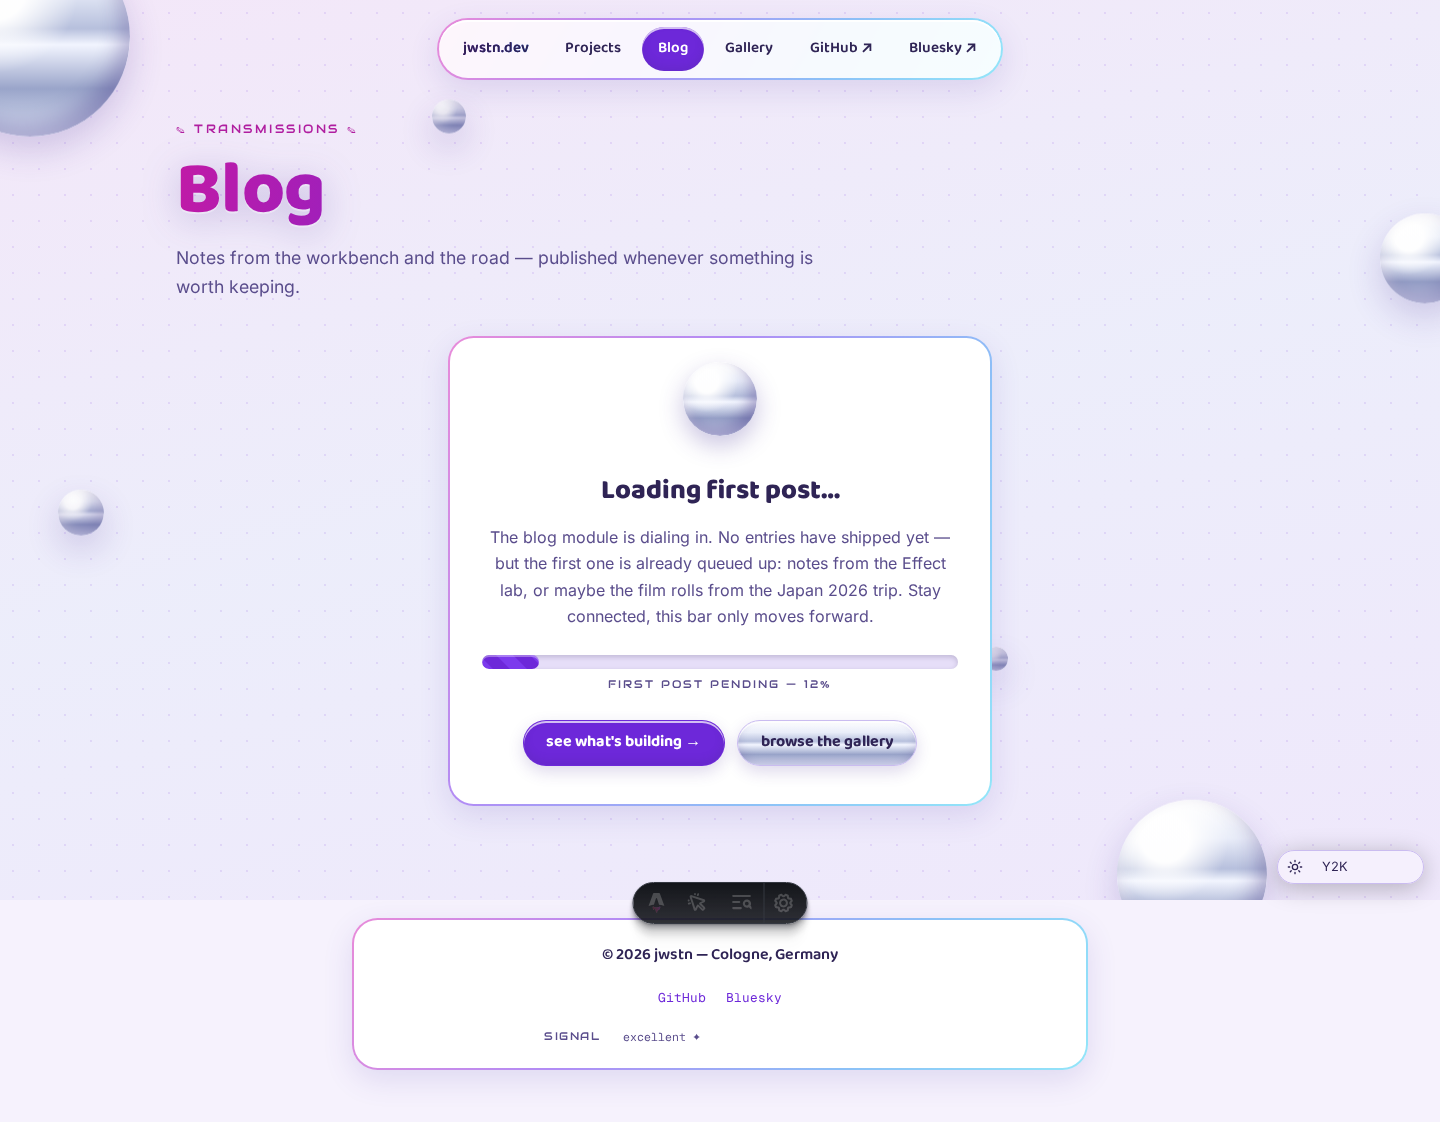 jwstn.dev Projects Blog Gallery GitHub ↗ Bluesky ↗
✎ TRANSMISSIONS ✎
Blog
Notes from the workbench and the road — published whenever something is
worth keeping.
Loading first post...
The blog module is dialing in. No entries have shipped yet —
but the first one is already queued up: notes from the Effect
lab, or maybe the film rolls from the Japan 2026 trip. Stay
connected, this bar only moves forward.
FIRST POST PENDING — 12%
see what's building →
browse the gallery
Y2K
© 2026 jwstn — Cologne, Germany
GitHub Bluesky
SIGNAL excellent ✦